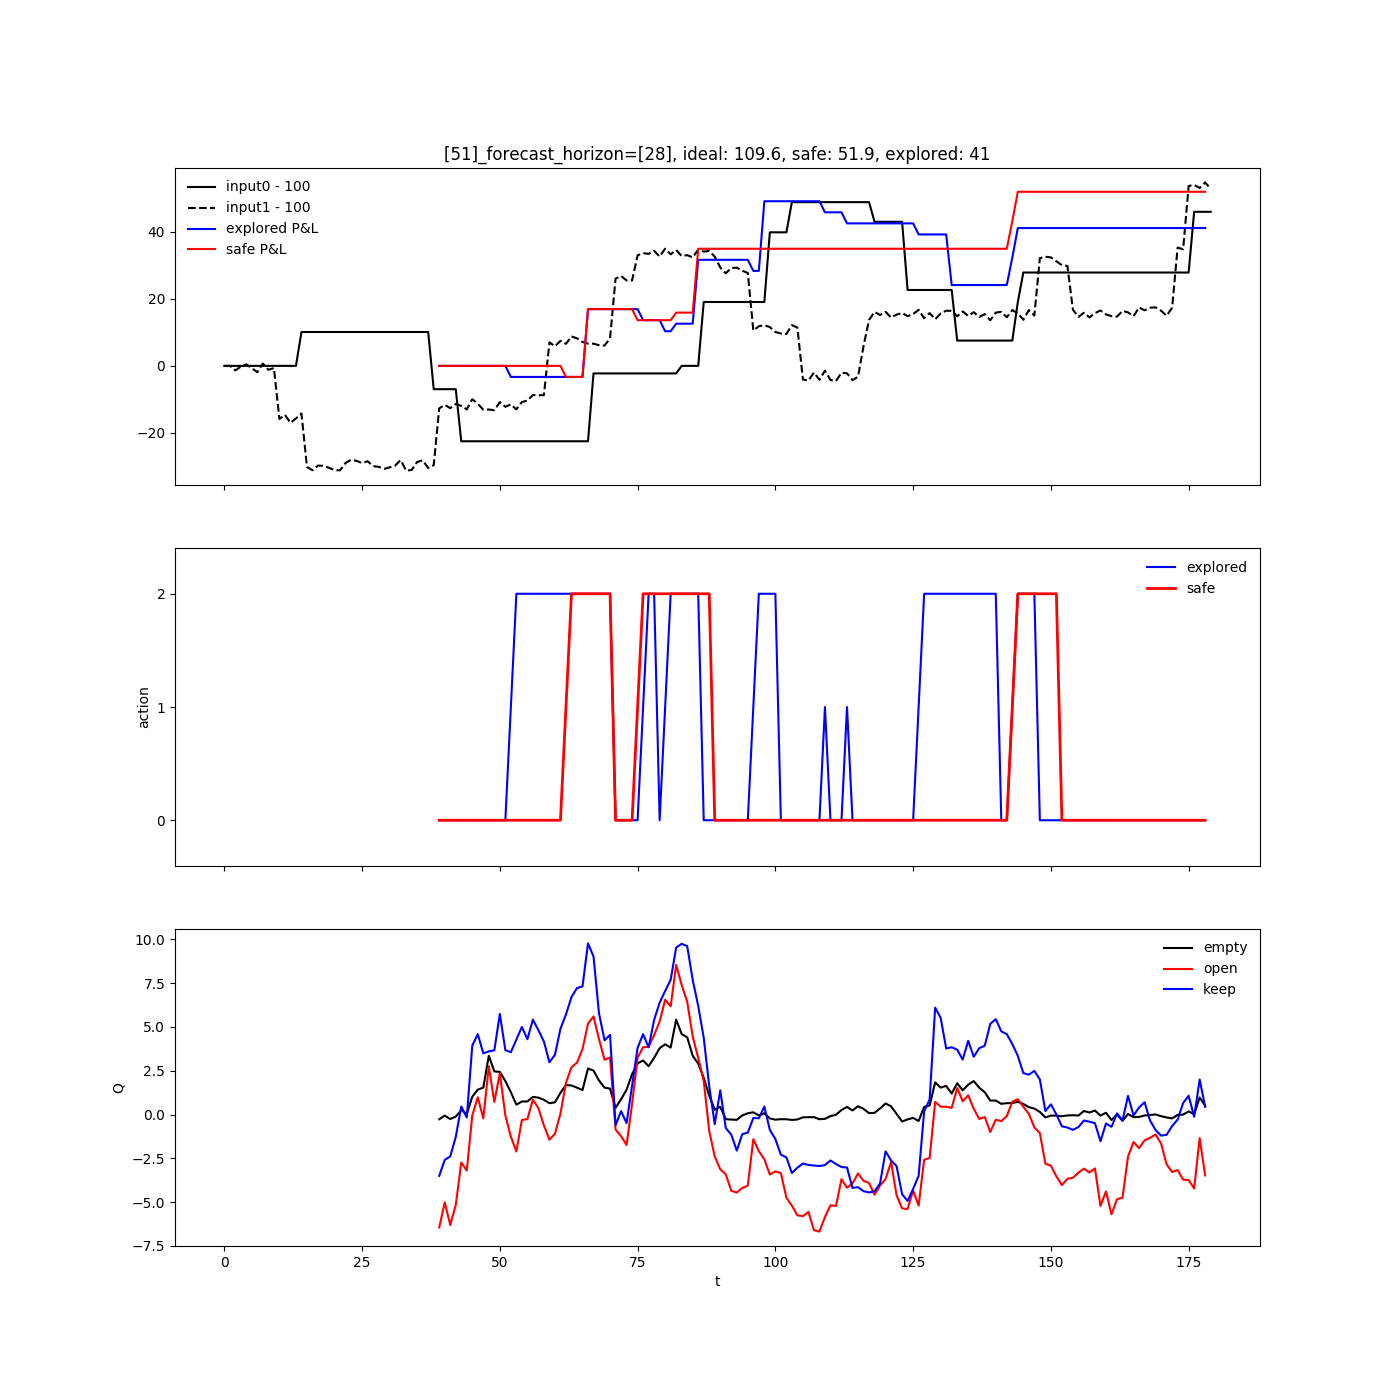 [51]_forecast_horizon=[28], ideal: 109.6, safe: 51.9, explored: 41
input0 - 100
input1 - 100
explored P&L
safe P&L
40
20
0
−20
explored
safe
2
1
0
action
empty
open
keep
10.0
7.5
5.0
2.5
0.0
−2.5
−5.0
−7.5
Q
0 25 50 75 100 125 150 175
t